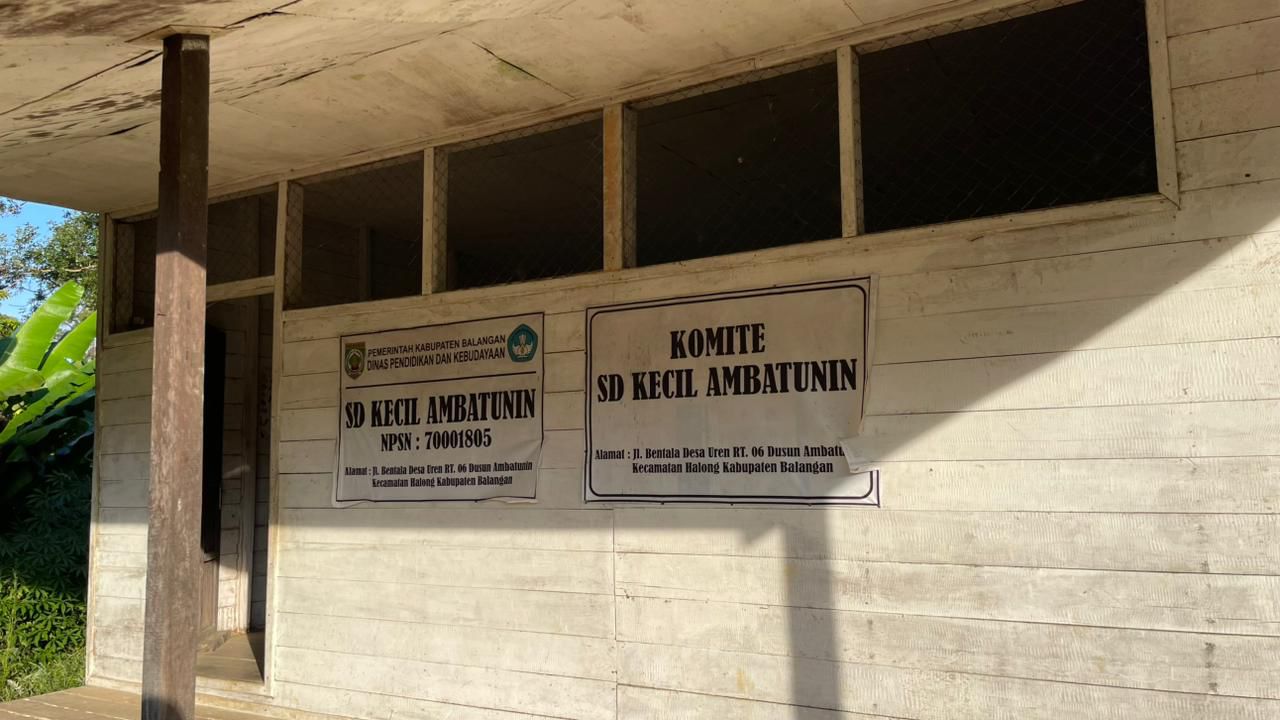 PEMERINTAH KABUPATEN BALANGAN
DINAS PENDIDIKAN DAN KEBUDAYAAN
SD KECIL AMBATUNIN
NPSN : 70001805
Alamat : Jl. Bentala Desa Uren RT. 06 Dusun Ambatunin
Kecamatan Halong Kabupaten Balangan
KOMITE
SD KECIL AMBATUNIN
Alamat : Jl. Bentala Desa Uren RT. 06 Dusun Ambatu
Kecamatan Halong Kabupaten Balangan